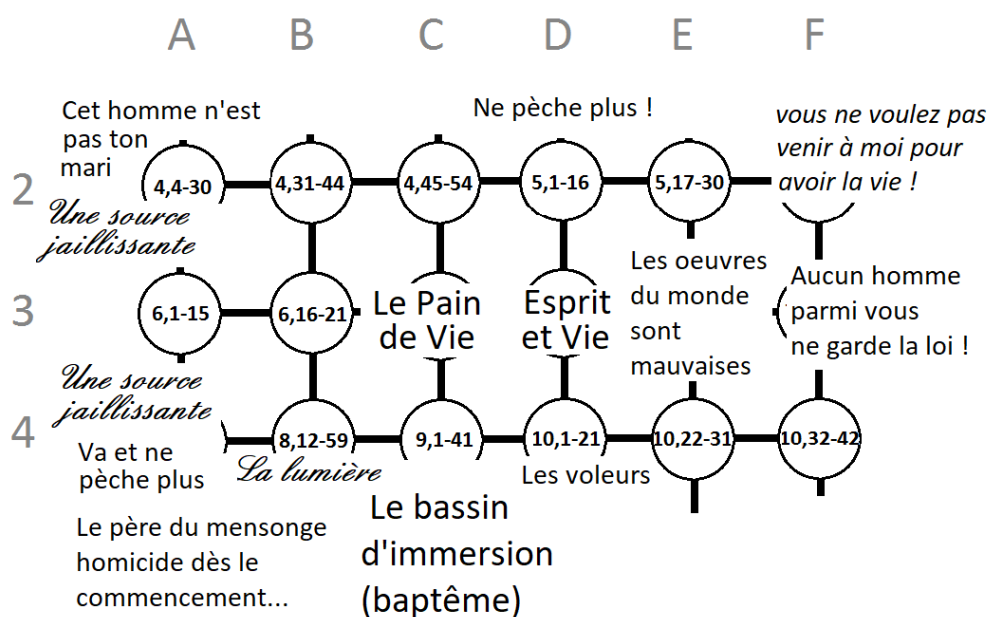 A B C D E F
Cet homme n'est
pas ton
mari
Ne pèche plus !
vous ne voulez pas
venir à moi pour
avoir la vie !
2
4,4-30
4,31-44
4,45-54
5,1-16
5,17-30
Une source
jaillissante
Les oeuvres
du monde
sont
mauvaises
Aucun homme
parmi vous
ne garde la loi !
3
6,1-15
6,16-21
Le Pain
de Vie
Esprit
et Vie
Une source
jaillissante
4
8,12-59
9,1-41
10,1-21
10,22-31
10,32-42
Va et ne
pèche plus
La lumière
Les voleurs
Le père du mensonge
homicide dès le
commencement...
Le bassin
d'immersion
(baptême)